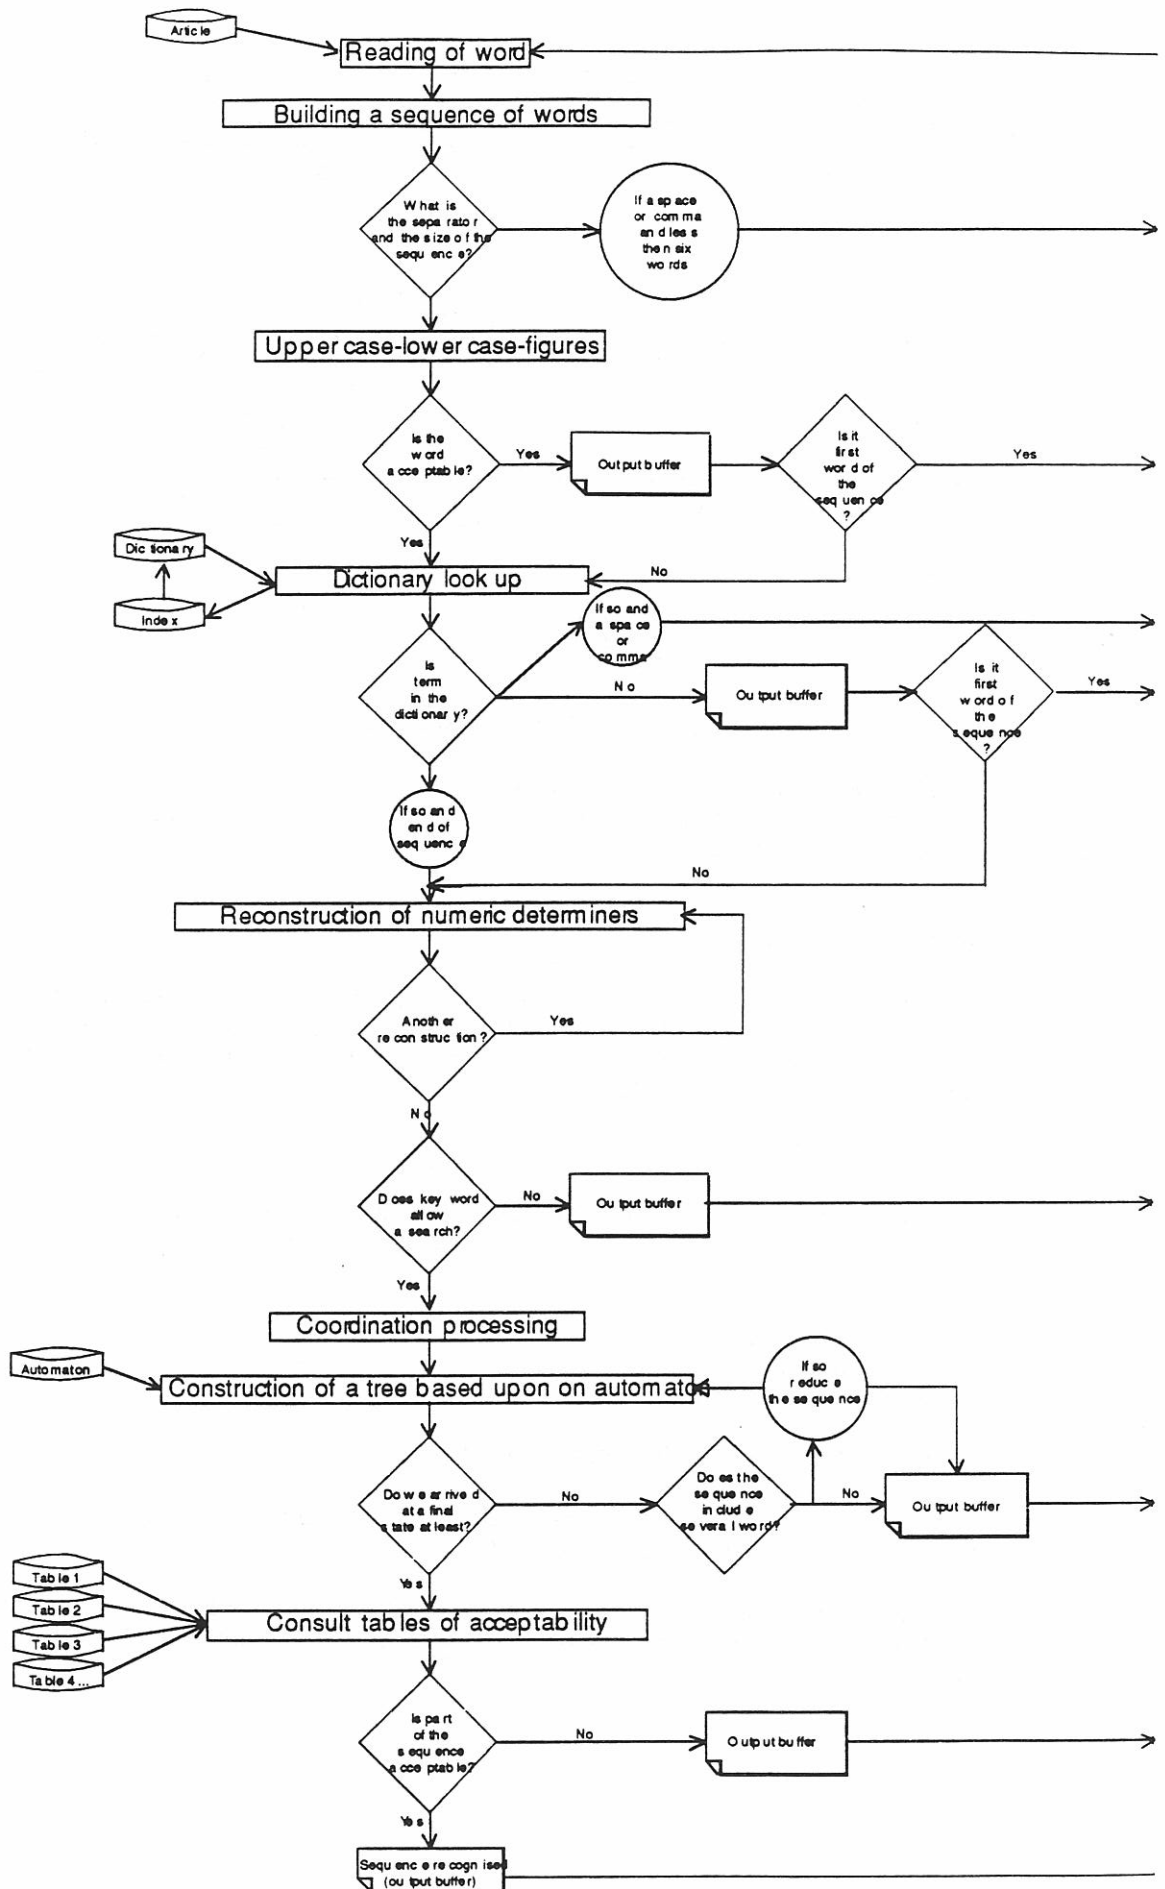 Article
Reading of word
Building a sequence of words
What is
the separator
and the size of the
sequence?
If a space
or comma
and less
then six
words
Upper case-lower case-figures
Is the
word
acceptable?
Yes
Output buffer
Is it
first
word of
the
sequence
?
Yes
Yes
No
Dictionary
Index
Dictionary look up
If so and
a space
or
comma
Is
term
in the
dictionary?
No
Output buffer
Is it
first
word of
the
sequence
?
Yes
If so and
end of
sequence
No
Reconstruction of numeric determiners
Another
reconstruction?
Yes
No
Does key word
allow
a search?
No
Output buffer
Yes
Coordination processing
Automaton
Construction of a tree based upon on automaton
If so
reduce
the sequence
Do we arrived
at a final
state at least?
No
Does the
sequence
include
several word?
No
Output buffer
Yes
Table 1
Table 2
Table 3
Table 4...
Consult tables of acceptability
Is part
of the
sequence
acceptable?
No
Output buffer
Yes
Sequence recognised
(output buffer)